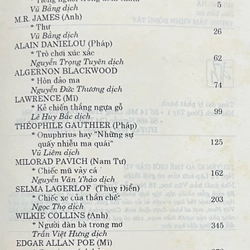 Vũ Bằng dịch 5
M.R. JAMES (Anh)
* Thư 26
Vũ Bằng dịch
ALAIN DANIELOU (Pháp)
* Trò chơi xúc xắc 62
Nguyễn Trọng Tuyên dịch
ALGERNON BLACKWOOD
* Hòn đảo ma 74
Nguyễn Đức Thương dịch
LAWRENCE (Mỹ)
* Kẻ chiến thắng ngựa gỗ 99
Lê Huy Bắc dịch
THÉOPHILE GAUTHIER (Pháp)
* Onuphrius hay "Những sự
quấy nhiễu ma quái" 125
Vũ Liêm dịch
MILORAD PAVICH (Nam Tư)
* Chiếc mũ vảy cá 162
Nguyễn Văn Thảo dịch
SELMA LAGERLOF (Thụy Điển)
* Chiếc xe của thần chết" 203
Ngọc Thọ dịch
WILKIE COLLINS (Anh)
* Người đàn bà trong mơ 345
Trần Việt Hưng dịch
EDGAR ALLAN POE (Mĩ)